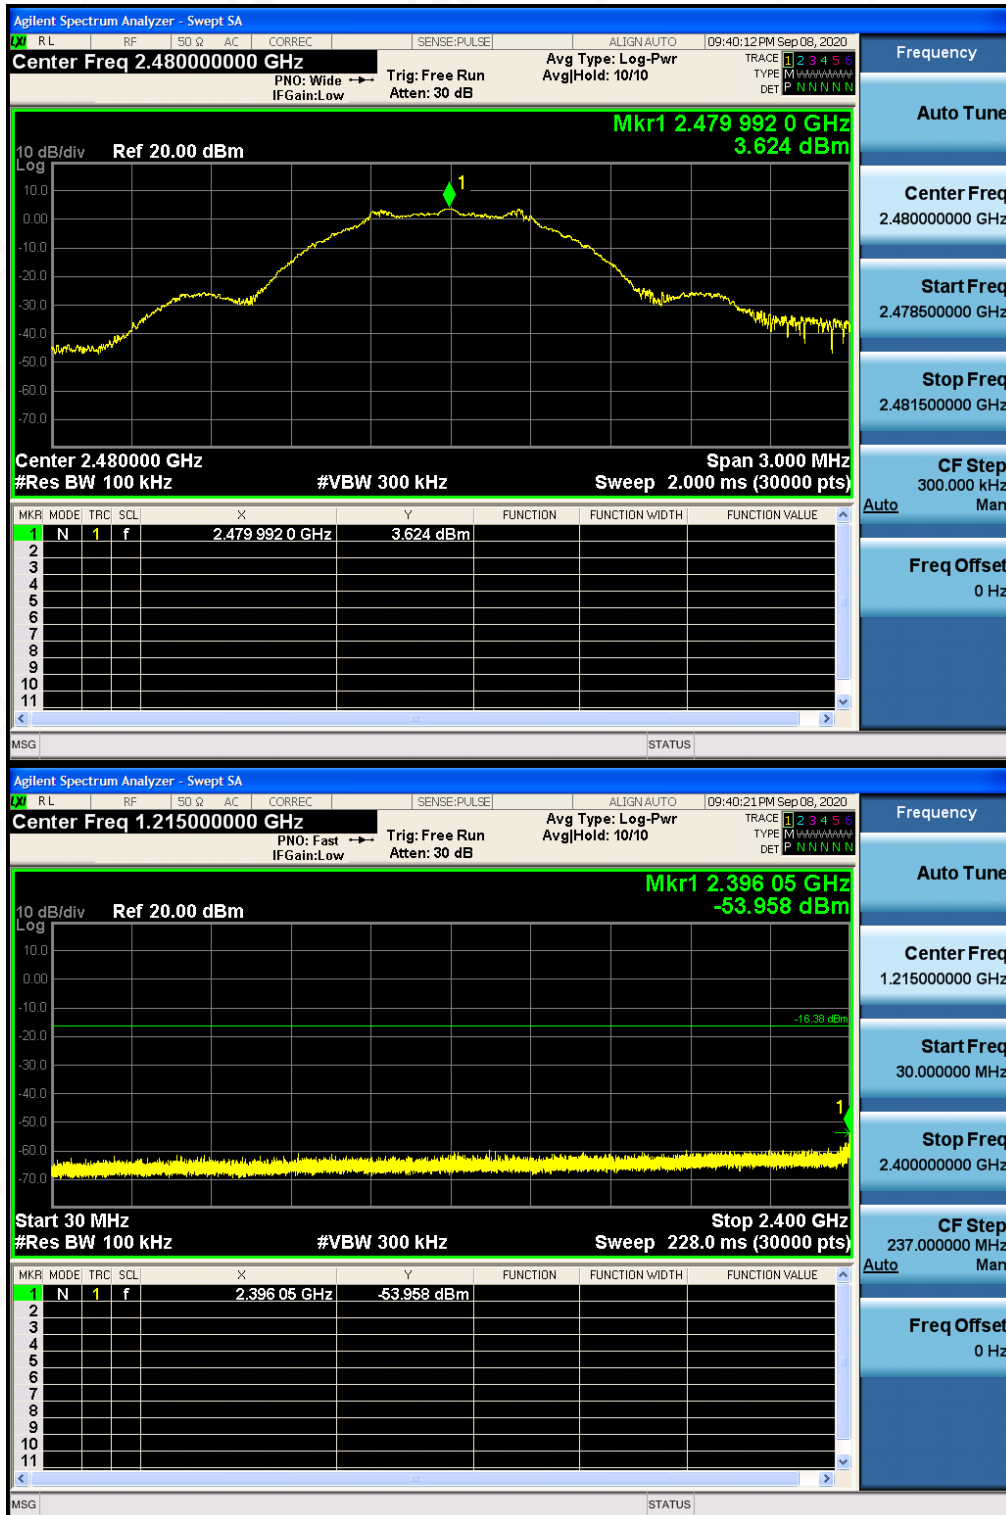 Agilent Spectrum Analyzer - Swept SA
LXI RL RF 50 Ω AC CORREC SENSE:PULSE ALIGN AUTO 09:40:12 PM Sep 08, 2020
Center Freq 2.480000000 GHz
PNO: Wide
IFGain:Low
Trig: Free Run
Atten: 30 dB
Avg Type: Log-Pwr
Avg|Hold: 10/10
TRACE 1 2 3 4 5 6
TYPE M WWWWW
DET P N N N N N
Mkr1 2.479 992 0 GHz
3.624 dBm
10 dB/div Ref 20.00 dBm
Log
10.0
0.00
-10.0
-20.0
-30.0
-40.0
-50.0
-60.0
-70.0
1
Center 2.480000 GHz Span 3.000 MHz
#Res BW 100 kHz #VBW 300 kHz Sweep 2.000 ms (30000 pts)
MKR MODE TRC SCL X Y FUNCTION FUNCTION WIDTH FUNCTION VALUE
1 N 1 f 2.479 992 0 GHz 3.624 dBm
2
3
4
5
6
7
8
9
10
11
MSG STATUS
Frequency
Auto Tune
Center Freq
2.480000000 GHz
Start Freq
2.478500000 GHz
Stop Freq
2.481500000 GHz
CF Step
300.000 kHz
Auto Man
Freq Offset
0 Hz
Agilent Spectrum Analyzer - Swept SA
LXI RL RF 50 Ω AC CORREC SENSE:PULSE ALIGN AUTO 09:40:21 PM Sep 08, 2020
Center Freq 1.215000000 GHz
PNO: Fast
IFGain:Low
Trig: Free Run
Atten: 30 dB
Avg Type: Log-Pwr
Avg|Hold: 10/10
TRACE 1 2 3 4 5 6
TYPE M WWWWW
DET P N N N N N
Mkr1 2.396 05 GHz
-53.958 dBm
10 dB/div Ref 20.00 dBm
Log
10.0
0.00
-10.0
-20.0
-30.0
-40.0
-50.0
-60.0
-70.0
-16.38 dBm
1
Start 30 MHz Stop 2.400 GHz
#Res BW 100 kHz #VBW 300 kHz Sweep 228.0 ms (30000 pts)
MKR MODE TRC SCL X Y FUNCTION FUNCTION WIDTH FUNCTION VALUE
1 N 1 f 2.396 05 GHz -53.958 dBm
2
3
4
5
6
7
8
9
10
11
MSG STATUS
Frequency
Auto Tune
Center Freq
1.215000000 GHz
Start Freq
30.000000 MHz
Stop Freq
2.400000000 GHz
CF Step
237.000000 MHz
Auto Man
Freq Offset
0 Hz